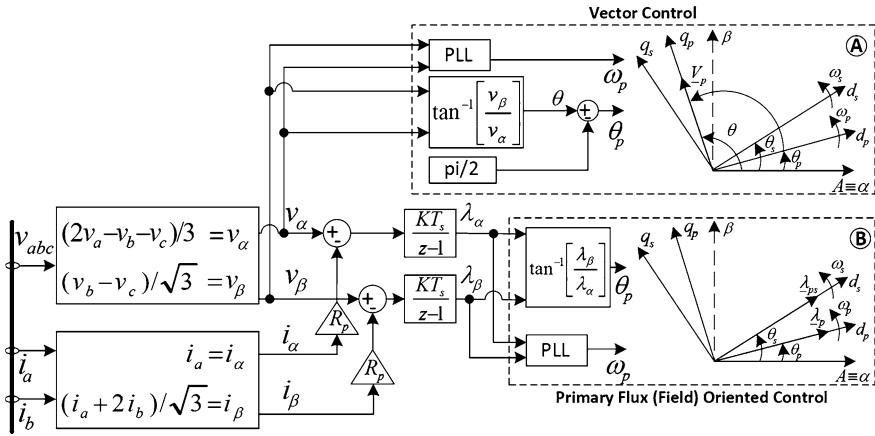 Vector Control
PLL
ω_p
tan⁻¹[v_β/v_α]
θ
+
-
θ_p
pi/2
A
q_s
q_p
β
V_p
ω_s
d_s
ω_p
d_p
θ
θ_s
θ_p
A≡α
v_abc
(2v_a-v_b-v_c)/3 = v_α
(v_b-v_c)/√3 = v_β
v_α
v_β
+
-
+
-
KT_s/z-1
KT_s/z-1
λ_α
λ_β
R_p
R_p
i_a
i_b
i_a=i_α
(i_a+2i_b)/√3=i_β
i_α
i_β
tan⁻¹[λ_β/λ_α]
θ_p
PLL
ω_p
B
q_s
q_p
β
λ_ps
ω_s
d_s
λ_p
ω_p
d_p
θ_s
θ_p
A≡α
Primary Flux (Field) Oriented Control